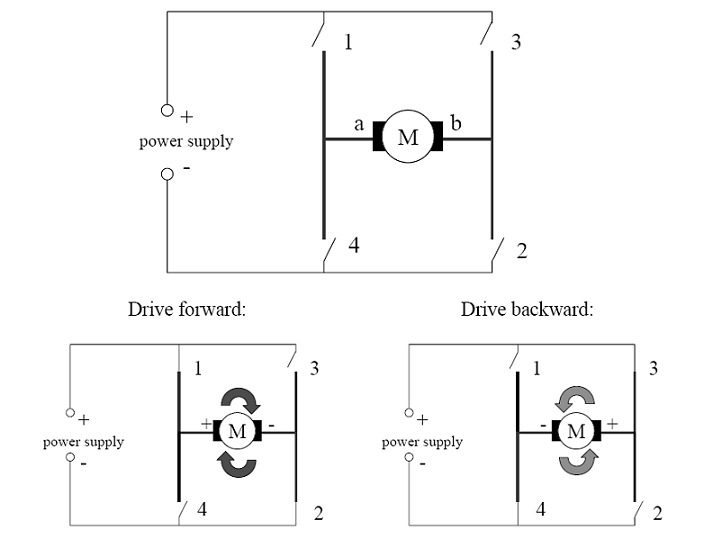 1
3
+
power supply
-
a
M
b
4
2
Drive forward:
Drive backward:
1
3
+
power supply
-
+
M
-
4
2
1
3
+
power supply
-
-
M
+
4
2